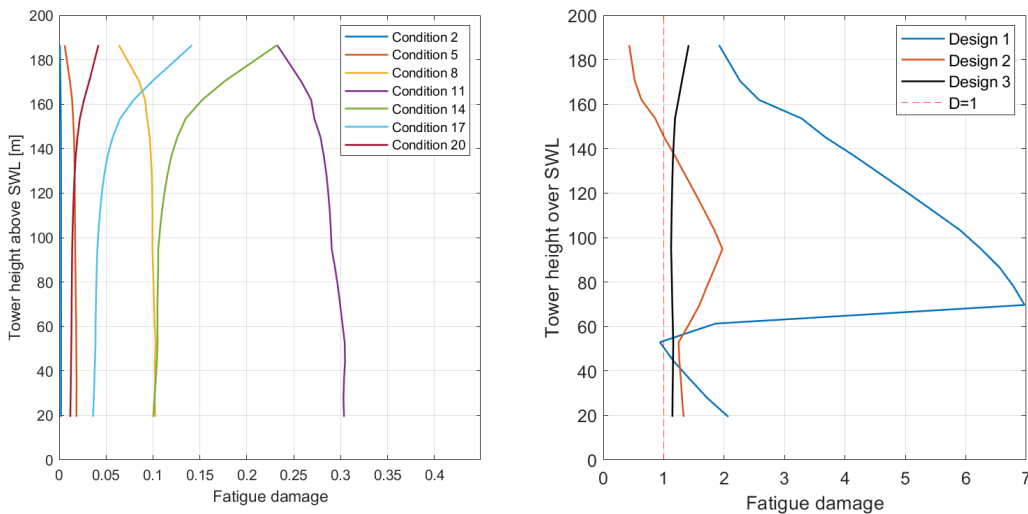 200
180
160
140
120
100
80
60
40
20
0
Tower height above SWL [m]
0
0.05
0.1
0.15
0.2
0.25
0.3
0.35
0.4
Fatigue damage
Condition 2
Condition 5
Condition 8
Condition 11
Condition 14
Condition 17
Condition 20
200
180
160
140
120
100
80
60
40
20
0
Tower height over SWL
0
1
2
3
4
5
6
7
Fatigue damage
Design 1
Design 2
Design 3
D=1